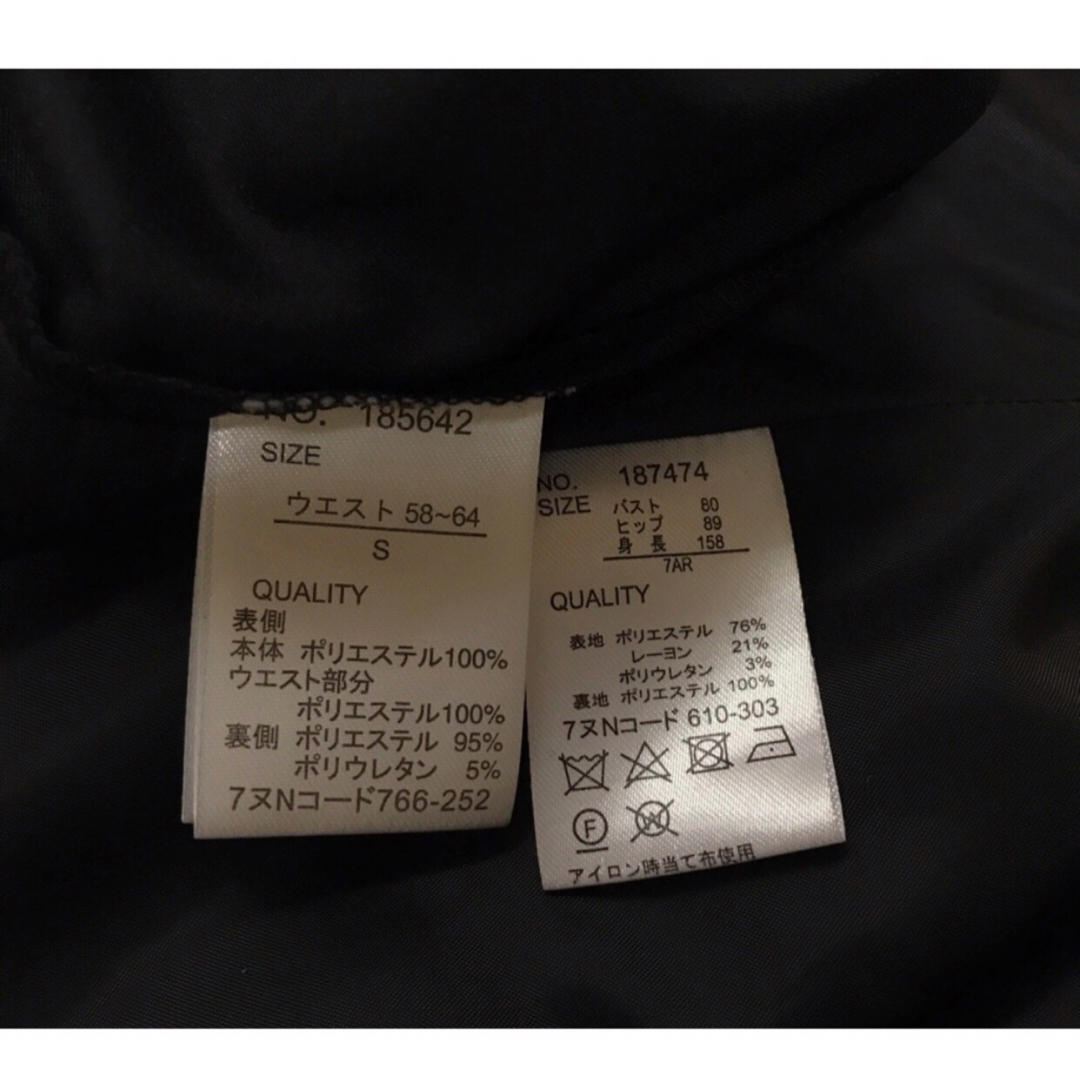 NO. 185642
SIZE
ウエスト 58~64
S
QUALITY
表側
本体 ポリエステル100%
ウエスト部分
ポリエステル100%
裏側 ポリエステル 95%
ポリウレタン 5%
7ヌNコード766-252
NO. 187474
SIZE バスト 80
ヒップ 89
身長 158
7AR
QUALITY
表地 ポリエステル 76%
レーヨン 21%
ポリウレタン 3%
裏地 ポリエステル 100%
7ヌNコード 610-303
F W
アイロン時当て布使用